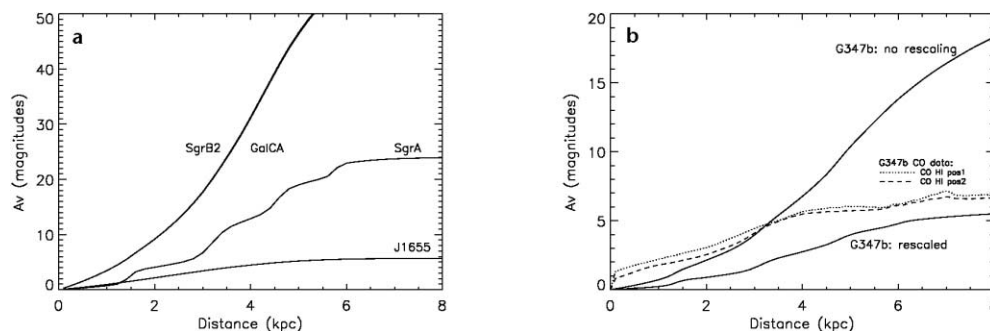 a
50
40
30
20
10
0
Av (magnitudes)
SgrB2
GalCA
SgrA
J1655
0
2
4
6
8
Distance (kpc)
b
20
15
10
5
0
Av (magnitudes)
G347b: no rescaling
G347b CO data:
CO HI pos1
CO HI pos2
G347b: rescaled
0
2
4
6
8
Distance (kpc)